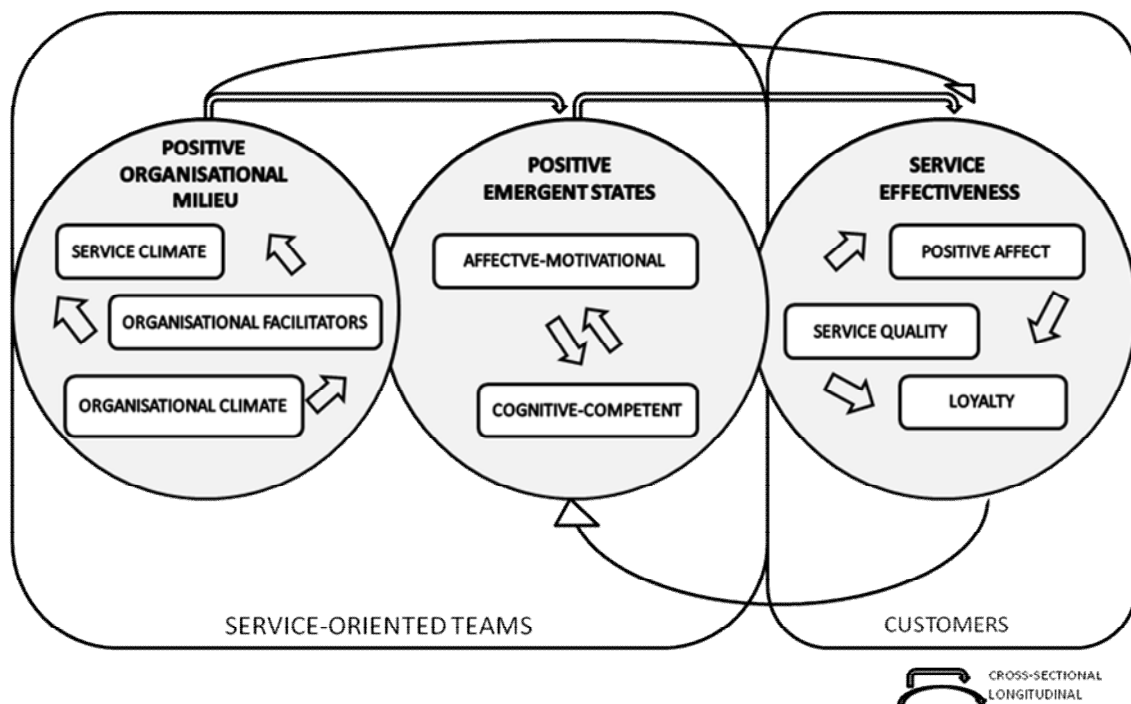 POSITIVE
ORGANISATIONAL
MILIEU
SERVICE CLIMATE
ORGANISATIONAL FACILITATORS
ORGANISATIONAL CLIMATE
POSITIVE
EMERGENT STATES
AFFECTVE-MOTIVATIONAL
COGNITIVE-COMPETENT
SERVICE
EFFECTIVENESS
POSITIVE AFFECT
SERVICE QUALITY
LOYALTY
SERVICE-ORIENTED TEAMS
CUSTOMERS
CROSS-SECTIONAL
LONGITUDINAL